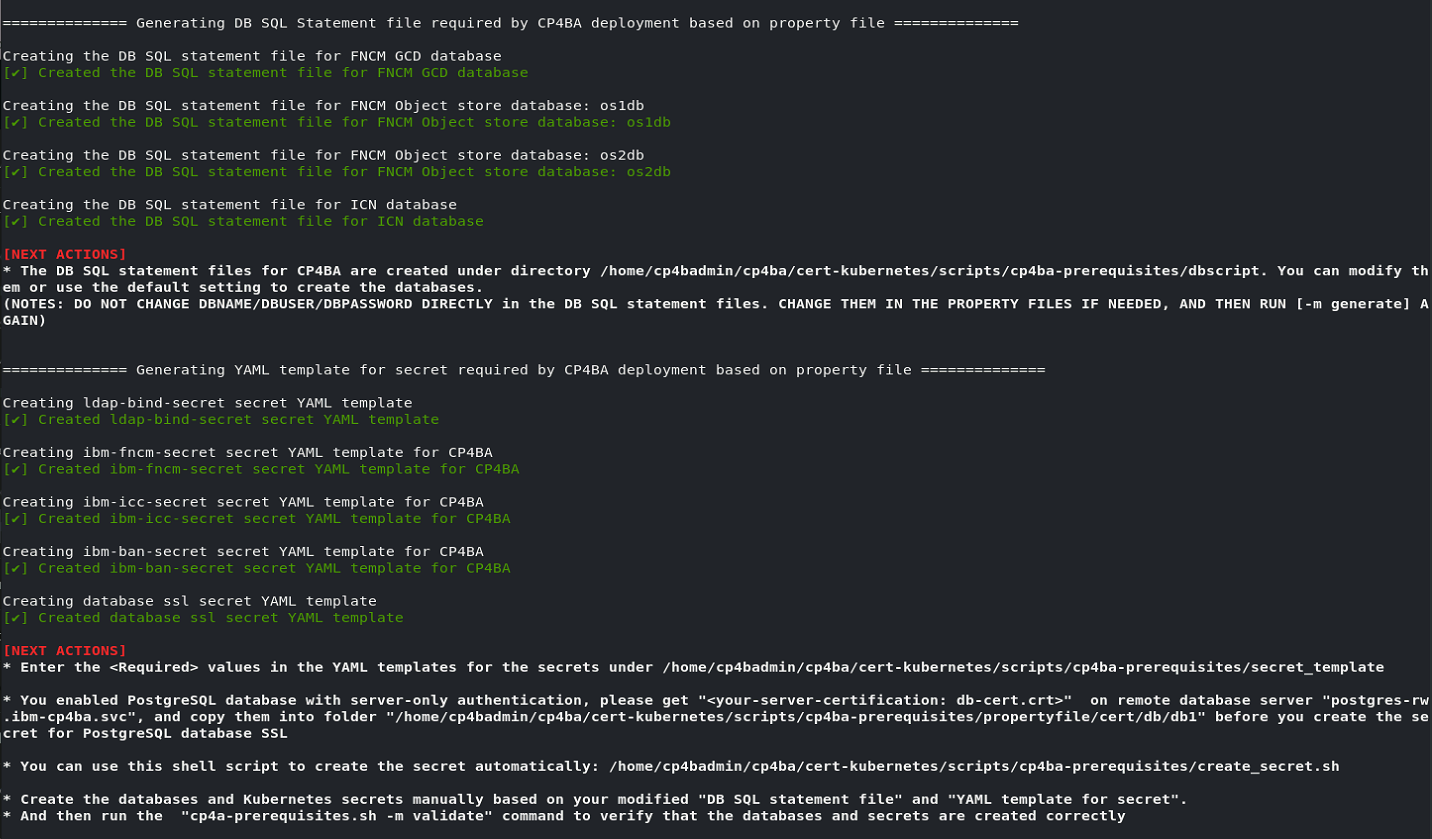 ============== Generating DB SQL Statement file required by CP4BA deployment based on property file ==============
Creating the DB SQL statement file for FNCM GCD database
[✔] Created the DB SQL statement file for FNCM GCD database
Creating the DB SQL statement file for FNCM Object store database: os1db
[✔] Created the DB SQL statement file for FNCM Object store database: os1db
Creating the DB SQL statement file for FNCM Object store database: os2db
[✔] Created the DB SQL statement file for FNCM Object store database: os2db
Creating the DB SQL statement file for ICN database
[✔] Created the DB SQL statement file for ICN database
[NEXT ACTIONS]
* The DB SQL statement files for CP4BA are created under directory /home/cp4badmin/cp4ba/cert-kubernetes/scripts/cp4ba-prerequisites/dbscript. You can modify th
em or use the default setting to create the databases.
(NOTES: DO NOT CHANGE DBNAME/DBUSER/DBPASSWORD DIRECTLY in the DB SQL statement files. CHANGE THEM IN THE PROPERTY FILES IF NEEDED, AND THEN RUN [-m generate] A
GAIN)
============== Generating YAML template for secret required by CP4BA deployment based on property file ==============
Creating ldap-bind-secret secret YAML template
[✔] Created ldap-bind-secret secret YAML template
Creating ibm-fncm-secret secret YAML template for CP4BA
[✔] Created ibm-fncm-secret secret YAML template for CP4BA
Creating ibm-icc-secret secret YAML template for CP4BA
[✔] Created ibm-icc-secret secret YAML template for CP4BA
Creating ibm-ban-secret secret YAML template for CP4BA
[✔] Created ibm-ban-secret secret YAML template for CP4BA
Creating database ssl secret YAML template
[✔] Created database ssl secret YAML template
[NEXT ACTIONS]
* Enter the <Required> values in the YAML templates for the secrets under /home/cp4badmin/cp4ba/cert-kubernetes/scripts/cp4ba-prerequisites/secret_template
* You enabled PostgreSQL database with server-only authentication, please get "<your-server-certification: db-cert.crt>"  on remote database server "postgres-rw
.ibm-cp4ba.svc", and copy them into folder "/home/cp4badmin/cp4ba/cert-kubernetes/scripts/cp4ba-prerequisites/propertyfile/cert/db/db1" before you create the se
cret for PostgreSQL database SSL
* You can use this shell script to create the secret automatically: /home/cp4badmin/cp4ba/cert-kubernetes/scripts/cp4ba-prerequisites/create_secret.sh
* Create the databases and Kubernetes secrets manually based on your modified "DB SQL statement file" and "YAML template for secret".
* And then run the  "cp4a-prerequisites.sh -m validate" command to verify that the databases and secrets are created correctly